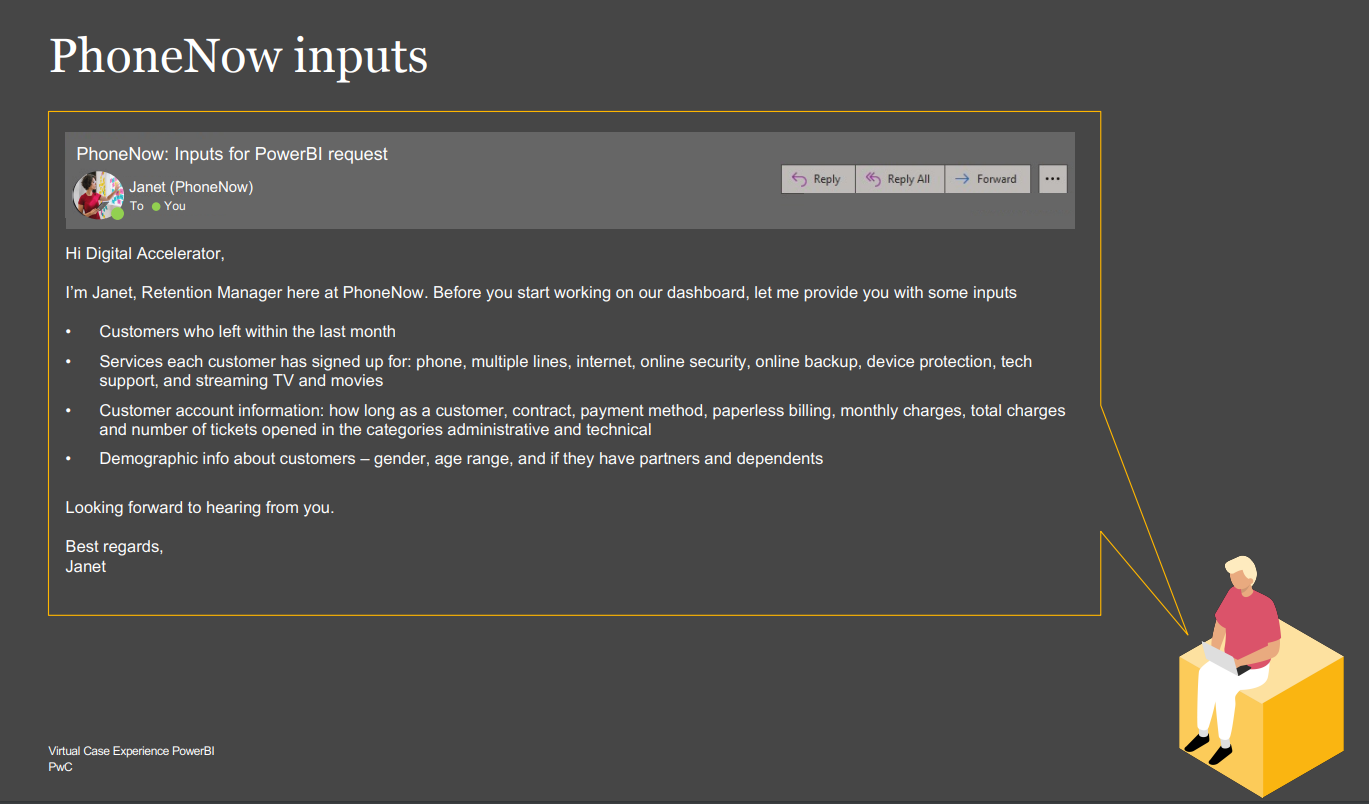 PhoneNow inputs
PhoneNow: Inputs for PowerBI request
Janet (PhoneNow)
To You
Reply Reply All Forward
Hi Digital Accelerator,
I’m Janet, Retention Manager here at PhoneNow. Before you start working on our dashboard, let me provide you with some inputs
• Customers who left within the last month
• Services each customer has signed up for: phone, multiple lines, internet, online security, online backup, device protection, tech
support, and streaming TV and movies
• Customer account information: how long as a customer, contract, payment method, paperless billing, monthly charges, total charges
and number of tickets opened in the categories administrative and technical
• Demographic info about customers – gender, age range, and if they have partners and dependents
Looking forward to hearing from you.
Best regards,
Janet
Virtual Case Experience PowerBI
PwC